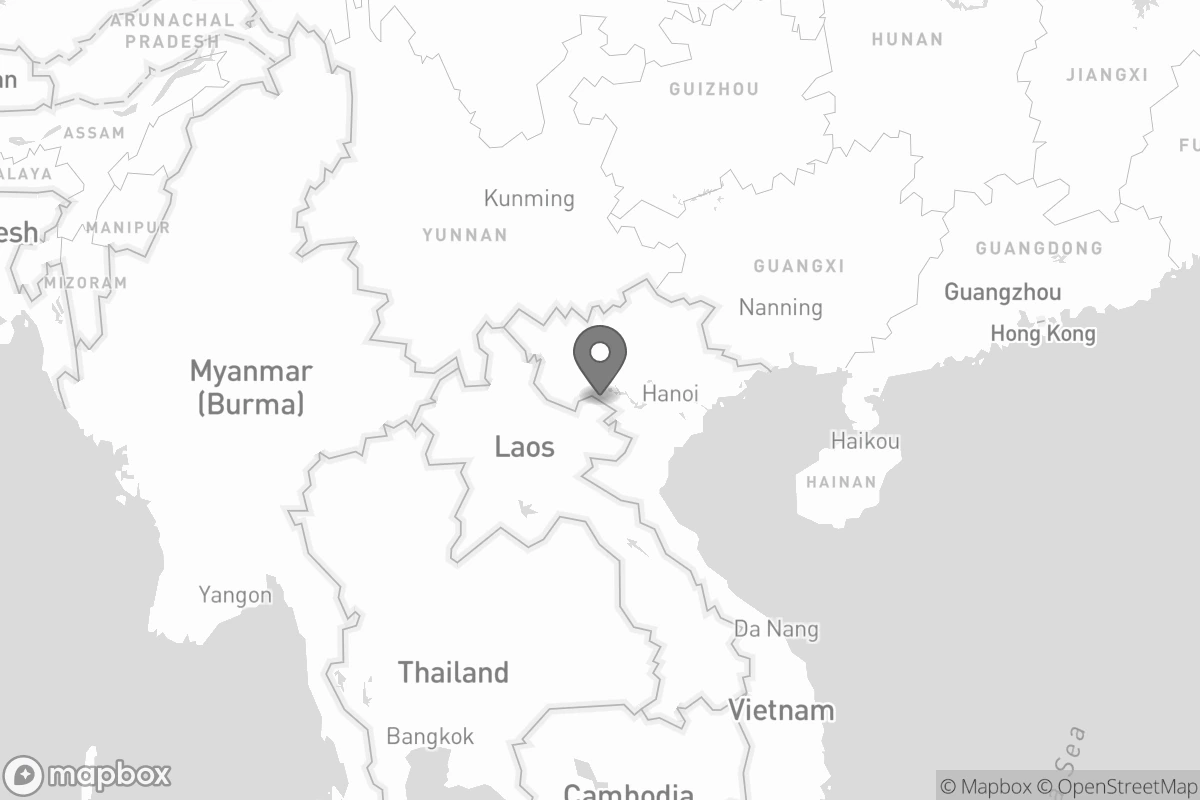 ARUNACHAL
PRADESH
HUNAN
JIANGXI
an
GUIZHOU
ASSAM
FU
ALAYA
Kunming
MANIPUR
esh
YUNNAN
GUANGDONG
GUANGXI
MIZORAM
Guangzhou
Nanning
Hong Kong
Myanmar
(Burma)
Hanoi
Laos
Haikou
HAINAN
Yangon
Da Nang
Thailand
Vietnam
Bangkok
Sea
mapbox
© Mapbox © OpenStreetMap
Cambodia